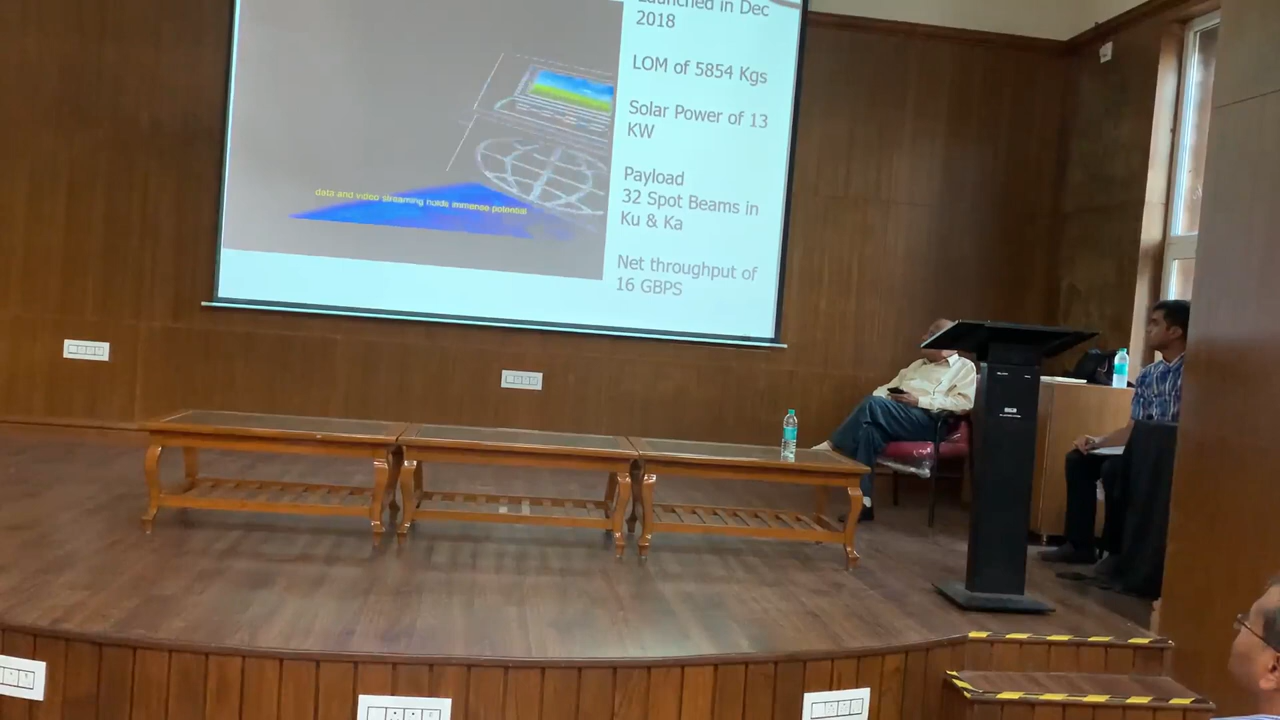 Launched in Dec
2018
LOM of 5854 Kgs
Solar Power of 13
KW
Payload
32 Spot Beams in
Ku & Ka
Net throughput of
16 GBPS
data and video streaming holds immense potential